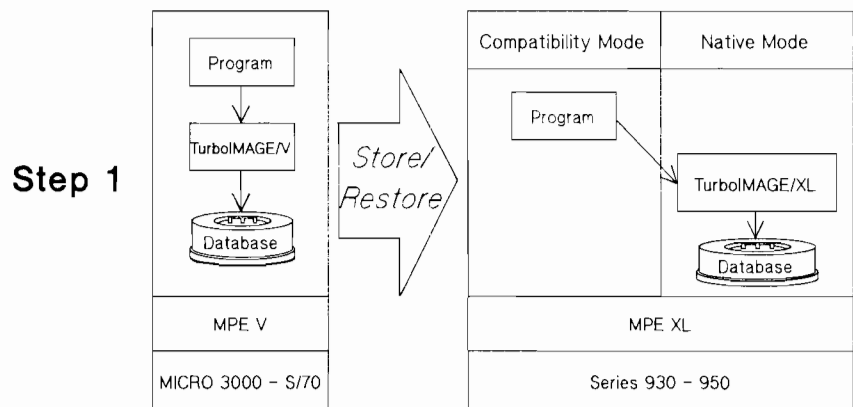 Step 1
Program
TurboIMAGE/V
Database
MPE V
MICRO 3000 - S/70
Store/
Restore
Compatibility Mode
Native Mode
Program
TurboIMAGE/XL
Database
MPE XL
Series 930 - 950